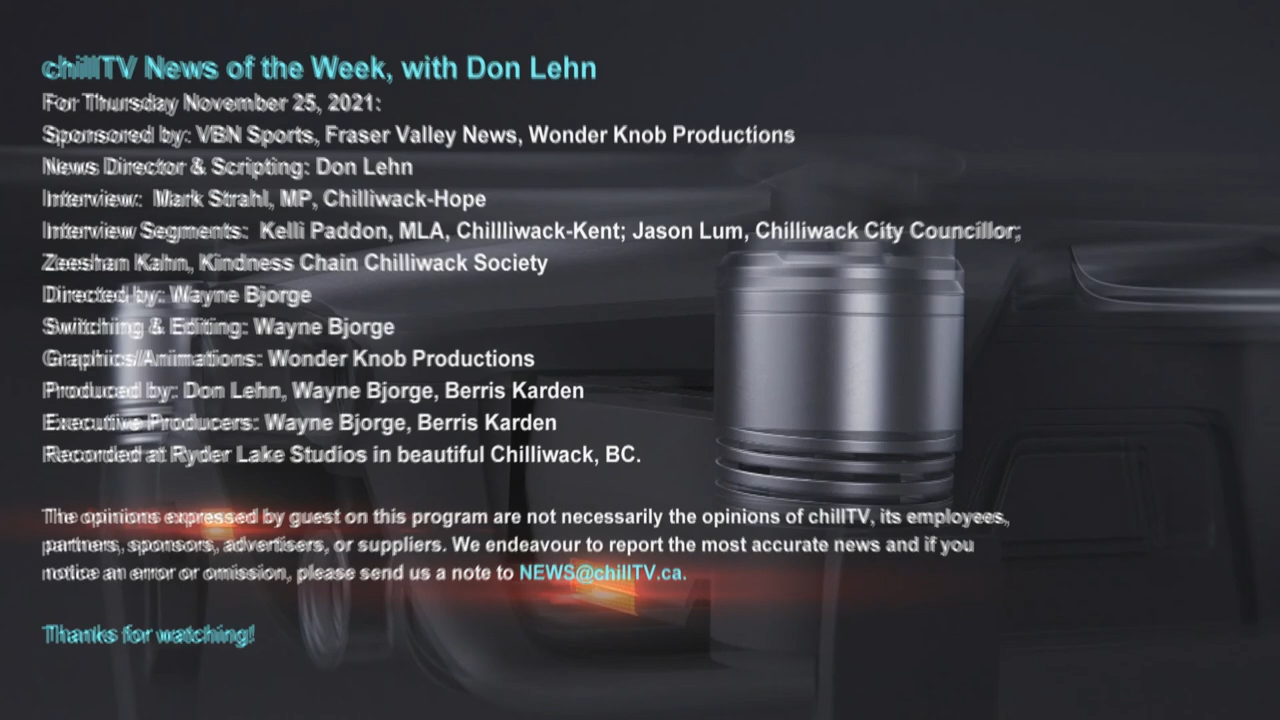 chillTV News of the Week, with Don Lehn
For Thursday November 25, 2021:
Sponsored by: VBN Sports, Fraser Valley News, Wonder Knob Productions
News Director & Scripting: Don Lehn
Interview: Mark Strahl, MP, Chilliwack-Hope
Interview Segments: Kelli Paddon, MLA, Chillliwack-Kent; Jason Lum, Chilliwack City Councillor;
Zeeshan Kahn, Kindness Chain Chilliwack Society
Directed by: Wayne Bjorge
Switching & Editing: Wayne Bjorge
Graphics/Animations: Wonder Knob Productions
Produced by: Don Lehn, Wayne Bjorge, Berris Karden
Executive Producers: Wayne Bjorge, Berris Karden
Recorded at Ryder Lake Studios in beautiful Chilliwack, BC.
The opinions expressed by guest on this program are not necessarily the opinions of chillTV, its employees,
partners, sponsors, advertisers, or suppliers. We endeavour to report the most accurate news and if you
notice an error or omission, please send us a note to NEWS@chillTV.ca.
Thanks for watching!